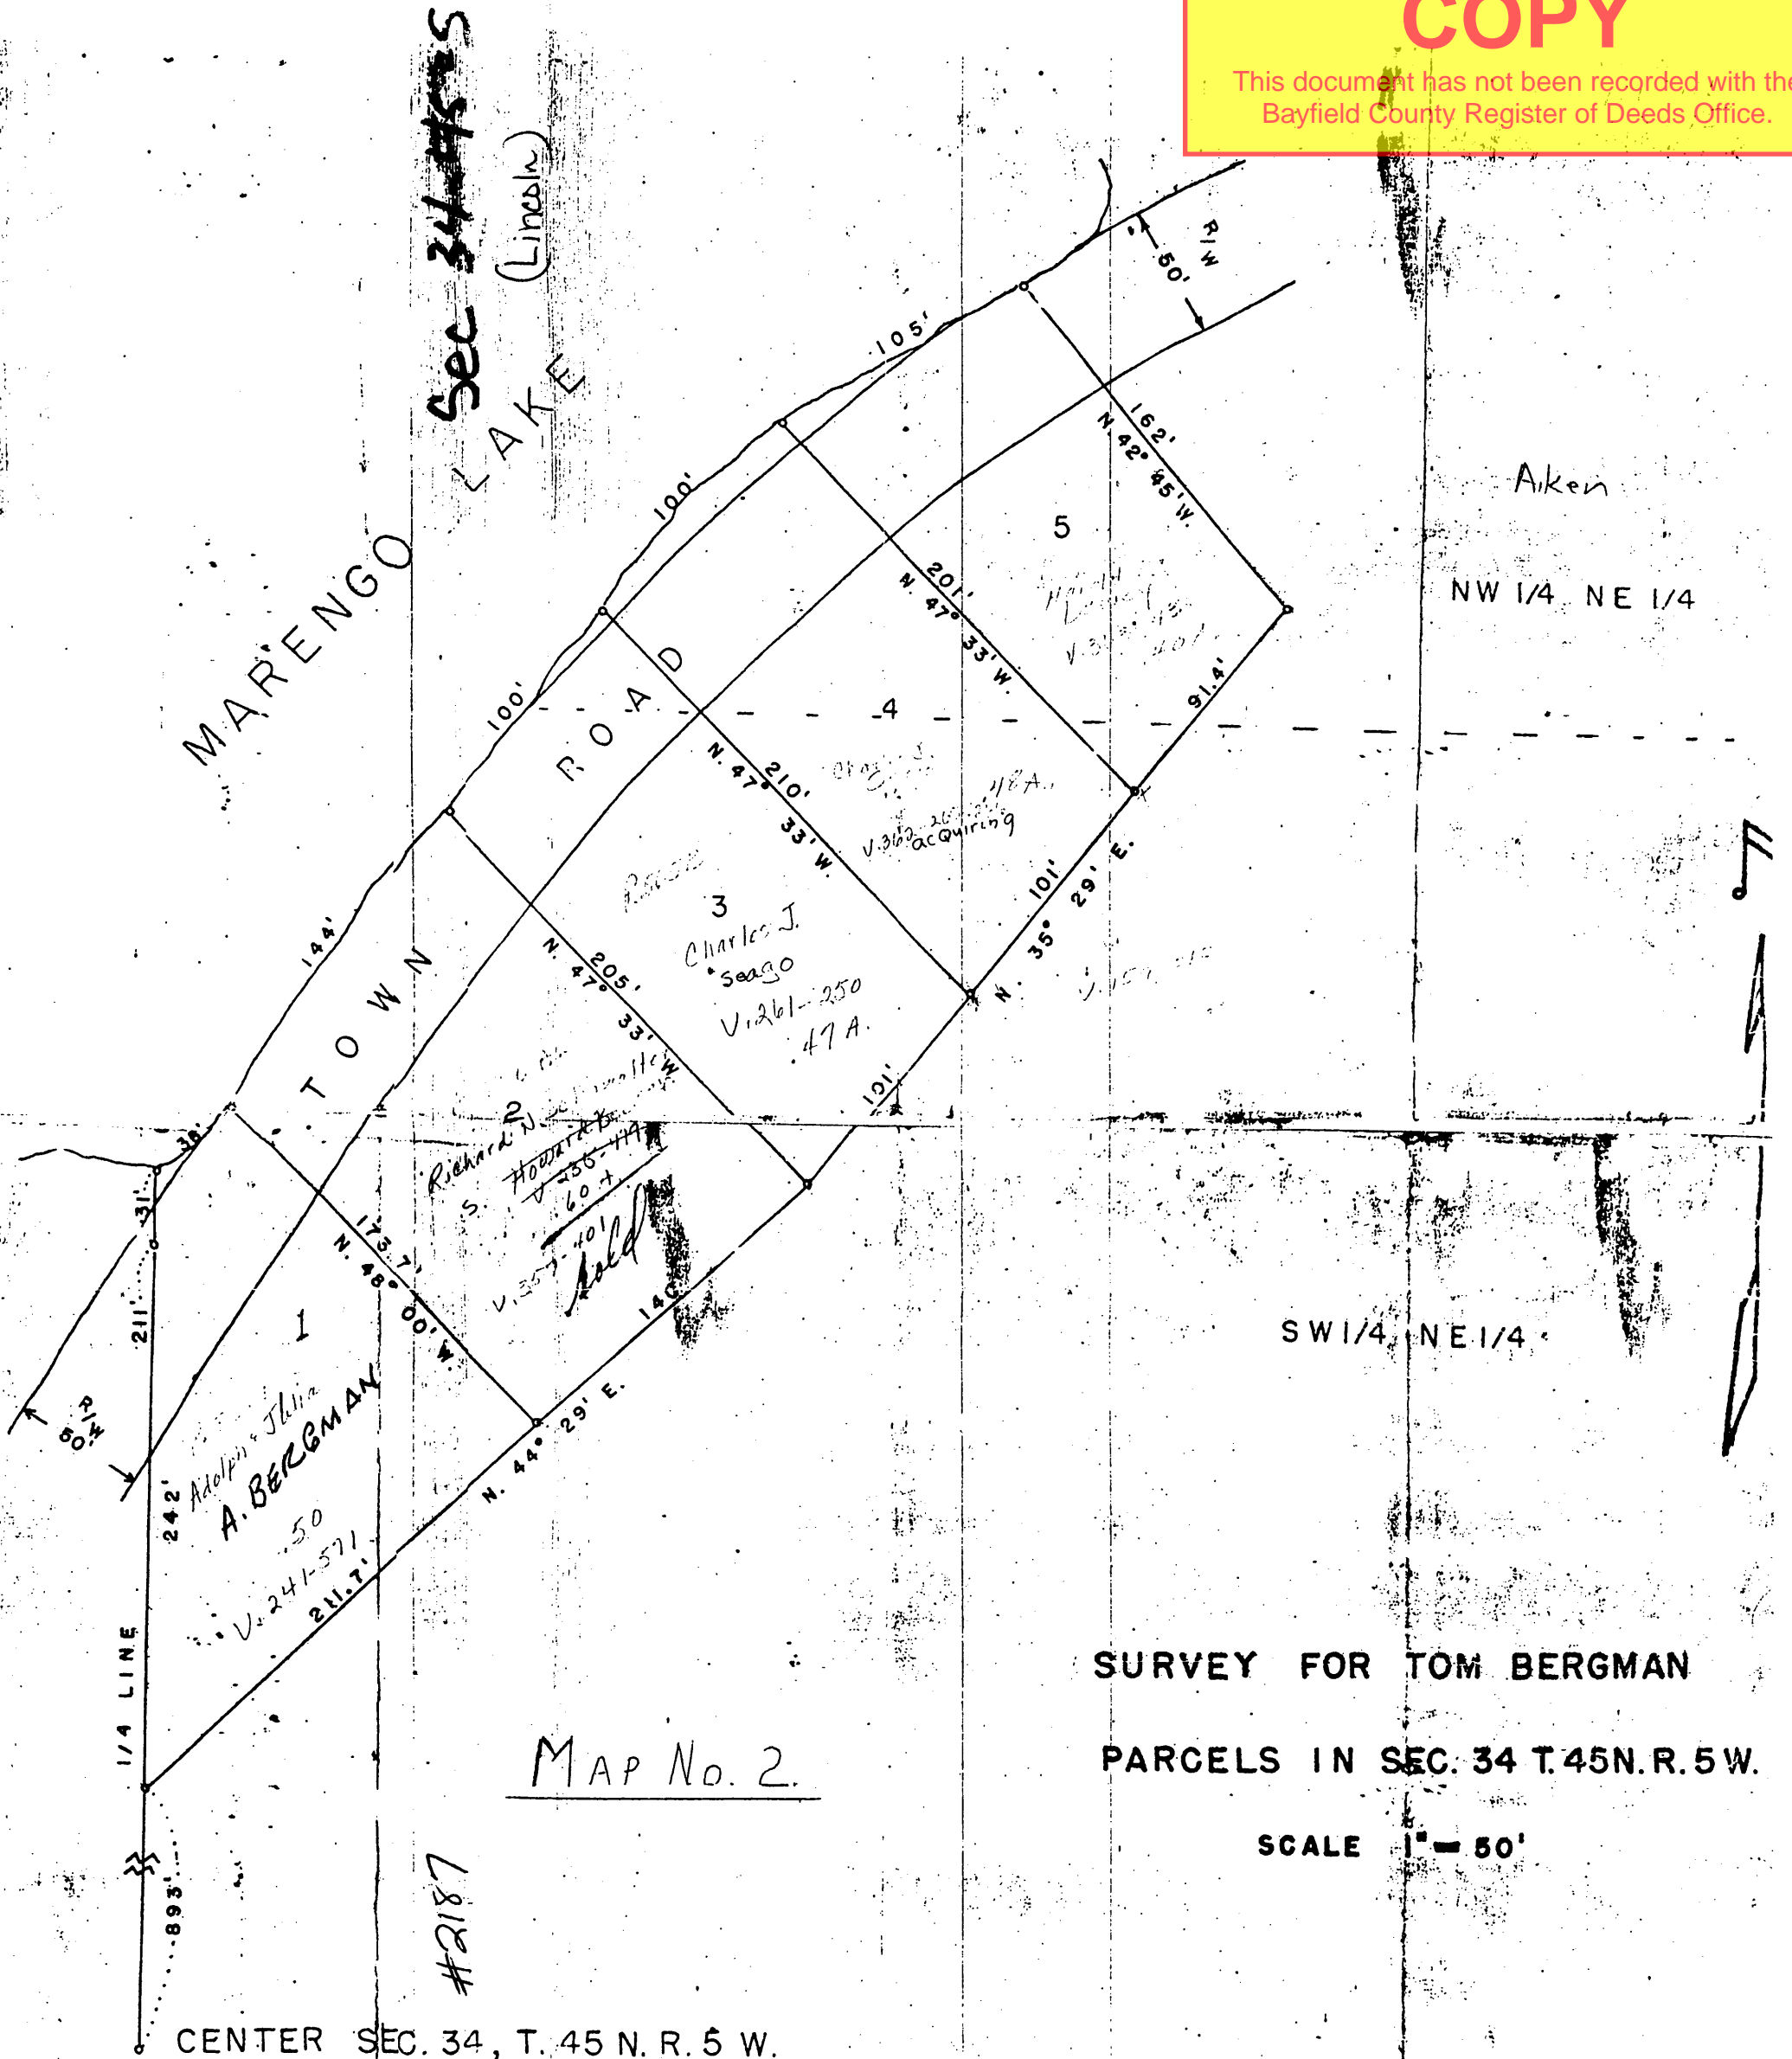 COPY
This document has not been recorded with the
Bayfield County Register of Deeds Office.
Sec 34-45-5
(Lincoln)
MARENGO LAKE
R/W
50'
105'
162'
N. 42° 45' W.
Aiken
NW 1/4 NE 1/4
100'
5
201'
N. 47° 33' W.
91.4'
100'
TOWN ROAD
4
210'
N. 47° 33' W.
.48 A.
acquiring
101'
N. 35° 29' E.
144'
3
Charles J.
Seago
V.261-250
.47 A.
205'
N. 47° 33' W.
101'
38'
31'
2
Richard N.
S. Howard
V.357-401
Sold
173.7'
N. 48° 00' W.
140'
N. 44° 29' E.
SW 1/4 NE 1/4
211'
R/W
50'
1
Adolph & Julia
A. BERGMAN
.50
V. 241-571
242'
211.7'
1/4 LINE
893'
MAP NO. 2.
#2187
SURVEY FOR TOM BERGMAN
PARCELS IN SEC. 34 T. 45N. R. 5 W.
SCALE 1" = 50'
CENTER SEC. 34, T. 45 N. R. 5 W.